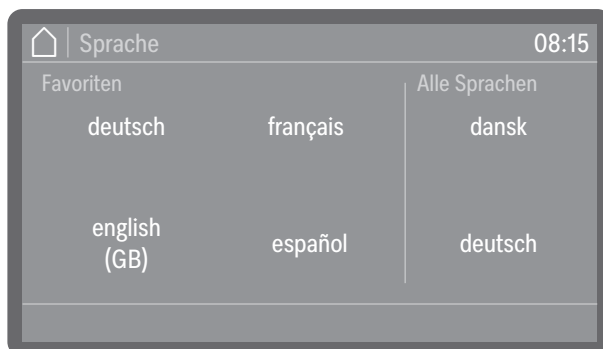 Sprache 08:15
Favoriten Alle Sprachen
deutsch français dansk
english
(GB) español deutsch